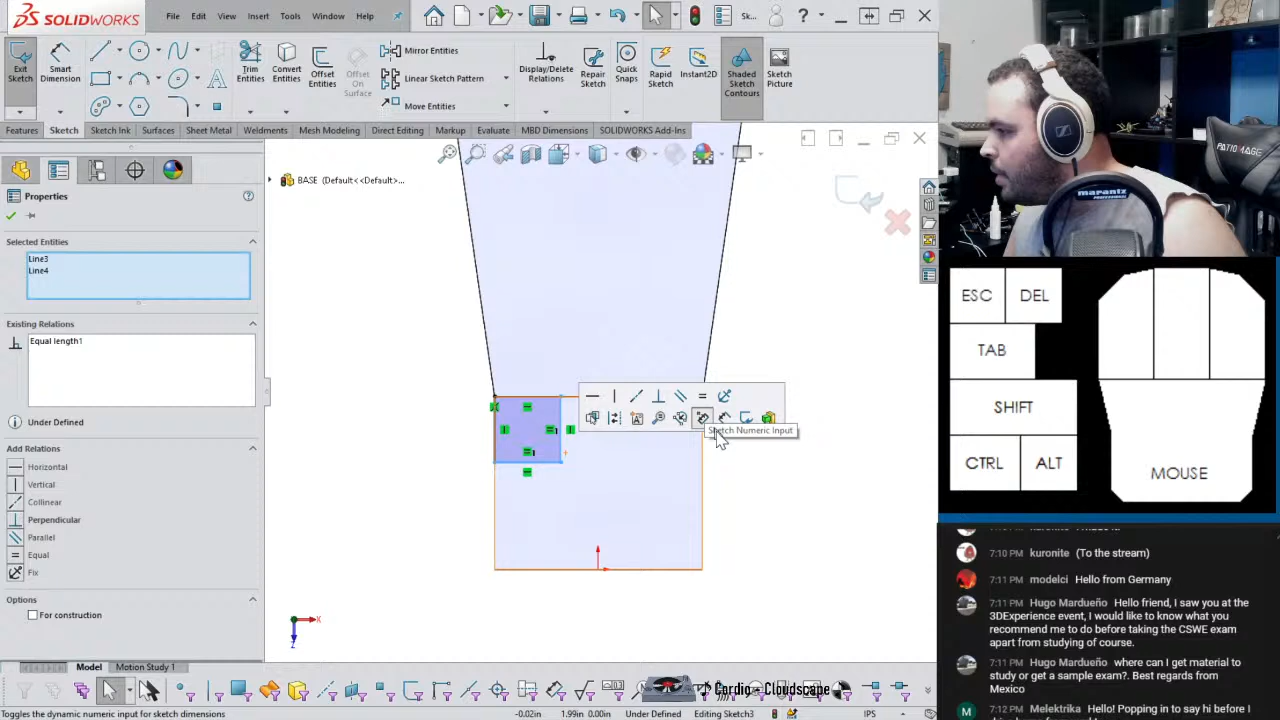 SOLIDWORKS
File Edit View Insert Tools Window Help
Sk...
Exit Sketch
Smart Dimension
Trim Entities
Convert Entities
Offset Entities
Offset On Surface
Mirror Entities
Linear Sketch Pattern
Move Entities
Display/Delete Relations
Repair Sketch
Quick Snaps
Rapid Sketch
Instant2D
Shaded Sketch Contours
Sketch Picture
Features Sketch Sketch Ink Surfaces Sheet Metal Weldments Mesh Modeling Direct Editing Markup Evaluate MBD Dimensions SOLIDWORKS Add-Ins
BASE (Default<<Default>...
Properties
Selected Entities
Line3
Line4
Existing Relations
Equal length1
Under Defined
Add Relations
Horizontal
Vertical
Collinear
Perpendicular
Parallel
Equal
Fix
Options
For construction
Sketch Numeric Input
X
Z
Model Motion Study 1
Cardio - Cloudscape
Toggles dynamic numeric input for sketch dimensions
-0.02in 1.99in 0in Under Defined Editing Sketch3 IPS
marantz
PROFESSIONAL
ESC DEL
TAB
SHIFT
CTRL ALT
MOUSE
7:10 PM kuronite (To the stream)
7:11 PM modelci Hello from Germany
7:11 PM Hugo Mardueño Hello friend, I saw you at the
3DExperience event, I would like to know what you
recommend me to do before taking the CSWE exam
apart from studying of course.
7:11 PM Hugo Mardueño where can I get material to
study or get a sample exam?. Best regards from
Mexico
M 7:12 PM Melektrika Hello! Popping in to say hi before I